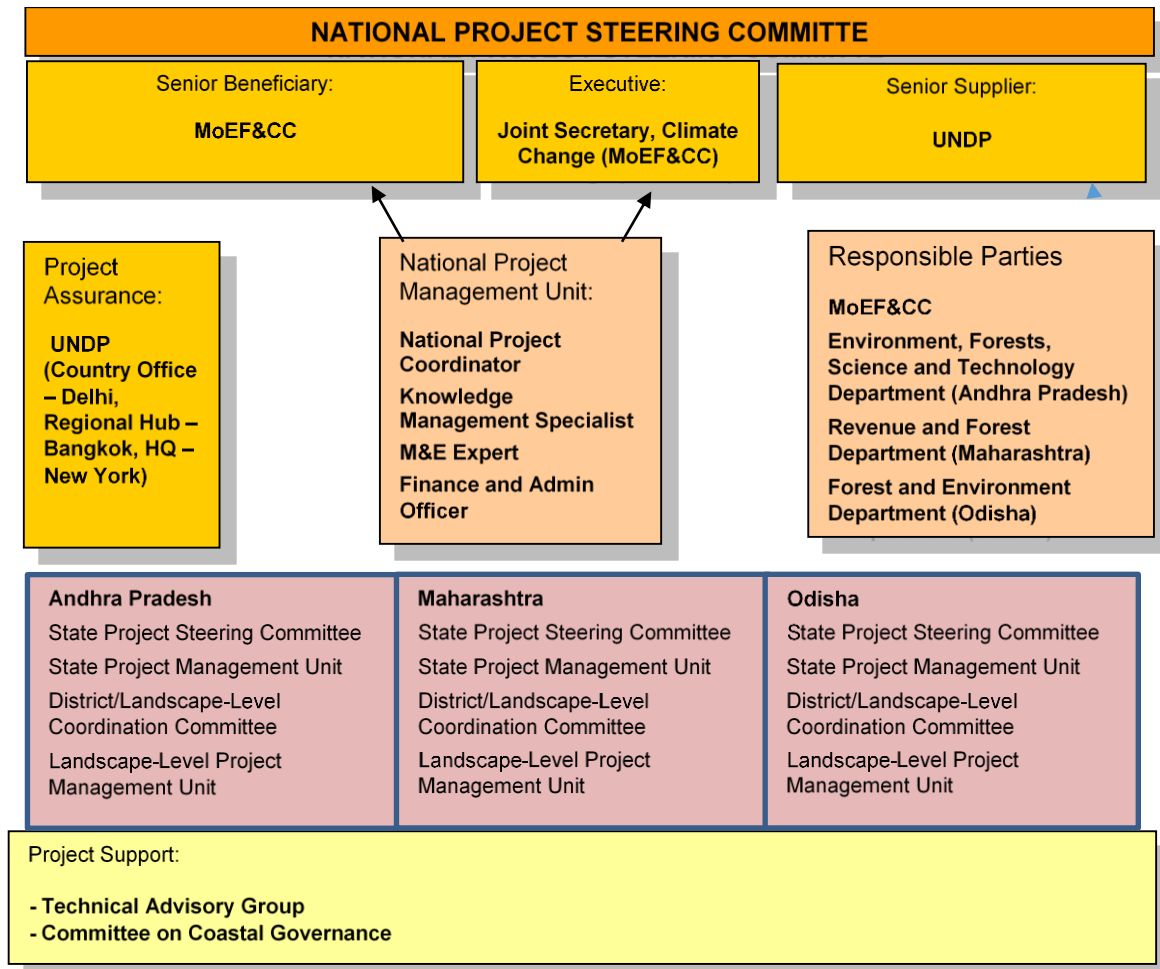 NATIONAL PROJECT STEERING COMMITTE
Senior Beneficiary:
MoEF&CC
Executive:
Joint Secretary, Climate
Change (MoEF&CC)
Senior Supplier:
UNDP
Project
Assurance:
UNDP
(Country Office
– Delhi,
Regional Hub –
Bangkok, HQ –
New York)
National Project
Management Unit:
National Project
Coordinator
Knowledge
Management Specialist
M&E Expert
Finance and Admin
Officer
Responsible Parties
MoEF&CC
Environment, Forests,
Science and Technology
Department (Andhra Pradesh)
Revenue and Forest
Department (Maharashtra)
Forest and Environment
Department (Odisha)
Andhra Pradesh
State Project Steering Committee
State Project Management Unit
District/Landscape-Level
Coordination Committee
Landscape-Level Project
Management Unit
Maharashtra
State Project Steering Committee
State Project Management Unit
District/Landscape-Level
Coordination Committee
Landscape-Level Project
Management Unit
Odisha
State Project Steering Committee
State Project Management Unit
District/Landscape-Level
Coordination Committee
Landscape-Level Project
Management Unit
Project Support:
- Technical Advisory Group
- Committee on Coastal Governance